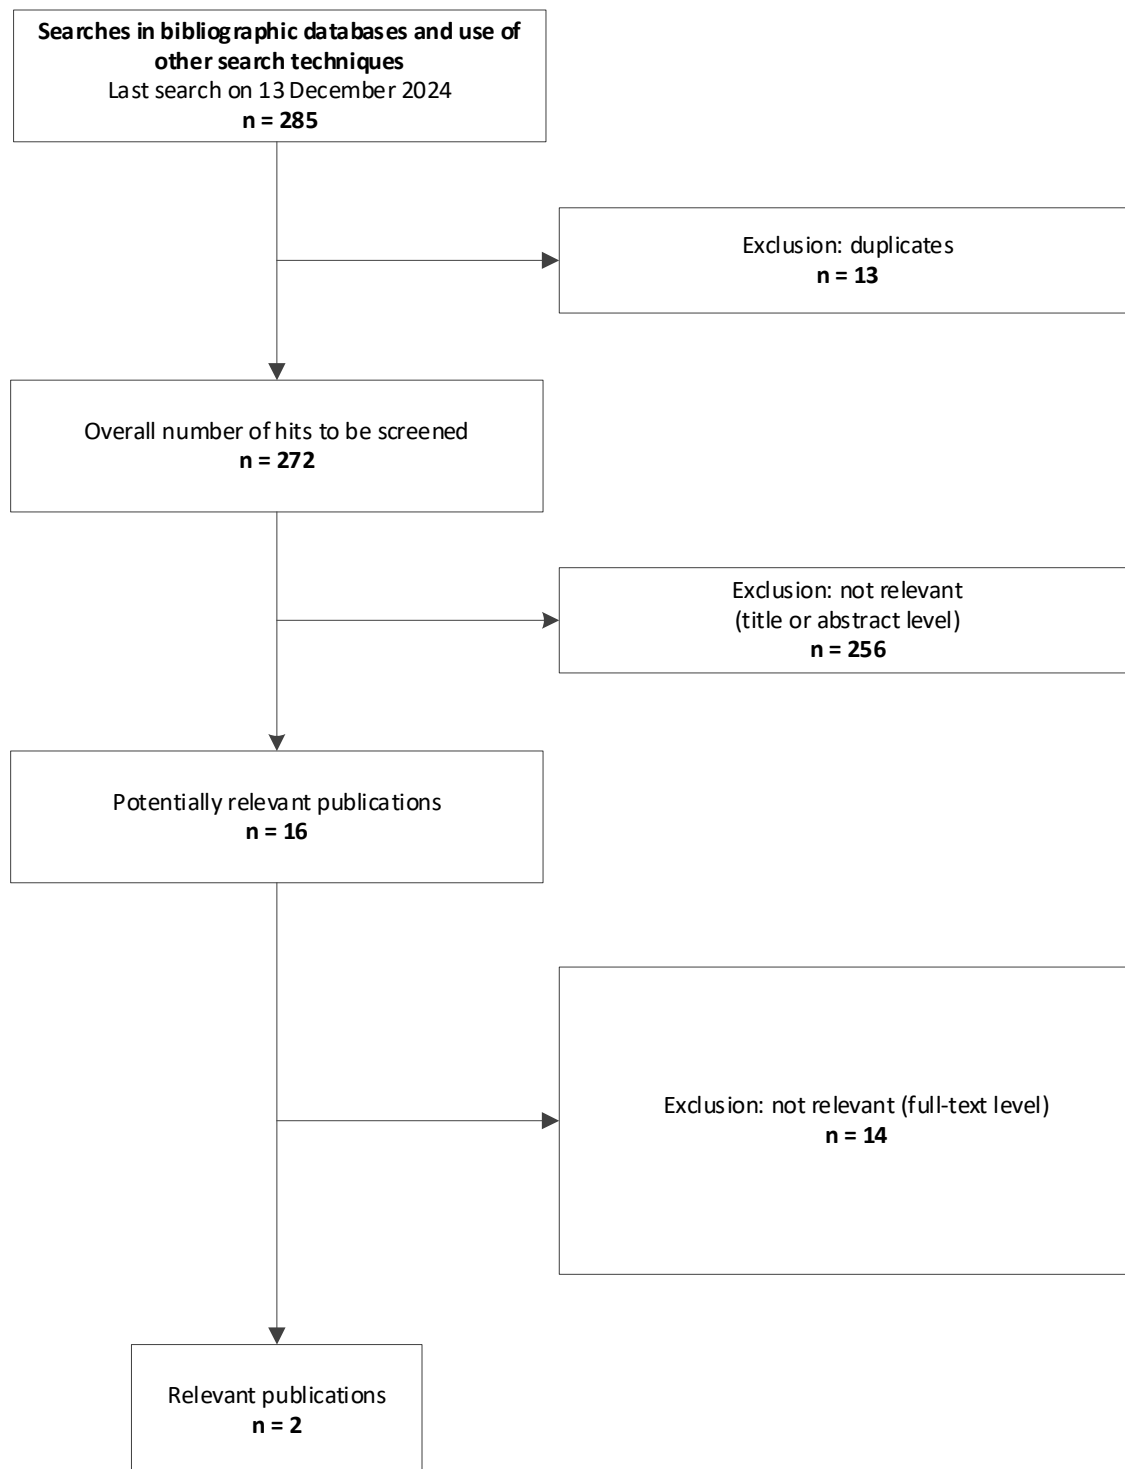 Searches in bibliographic databases and use of
other search techniques
Last search on 13 December 2024
n = 285
Exclusion: duplicates
n = 13
Overall number of hits to be screened
n = 272
Exclusion: not relevant
(title or abstract level)
n = 256
Potentially relevant publications
n = 16
Exclusion: not relevant (full-text level)
n = 14
Relevant publications
n = 2